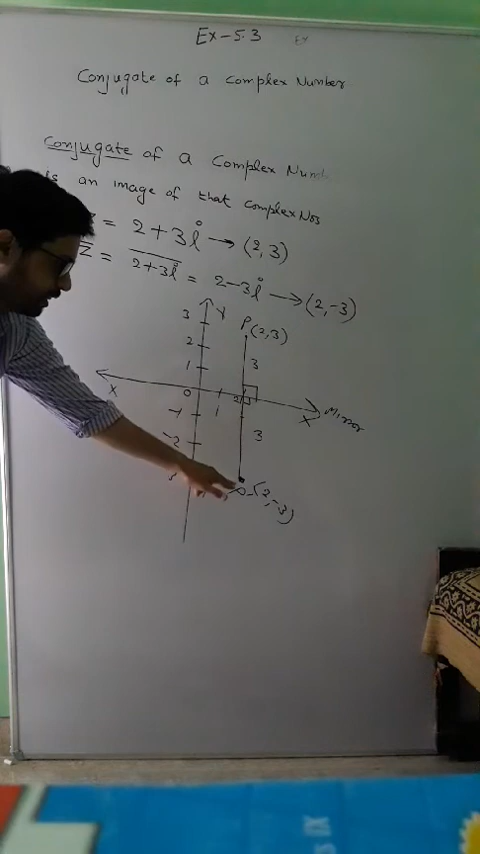 Ex-5.3
Conjugate of a Complex Number
Conjugate of a Complex Num
is an image of that Complex Nos
= 2+3i → (2,3)
z̅ = 2+3i = 2-3i → (2,-3)
3 Y P(2,3)
2
1 3
X 0 1 2 X Mirror
-1
-2 3
(2,-3)
IX